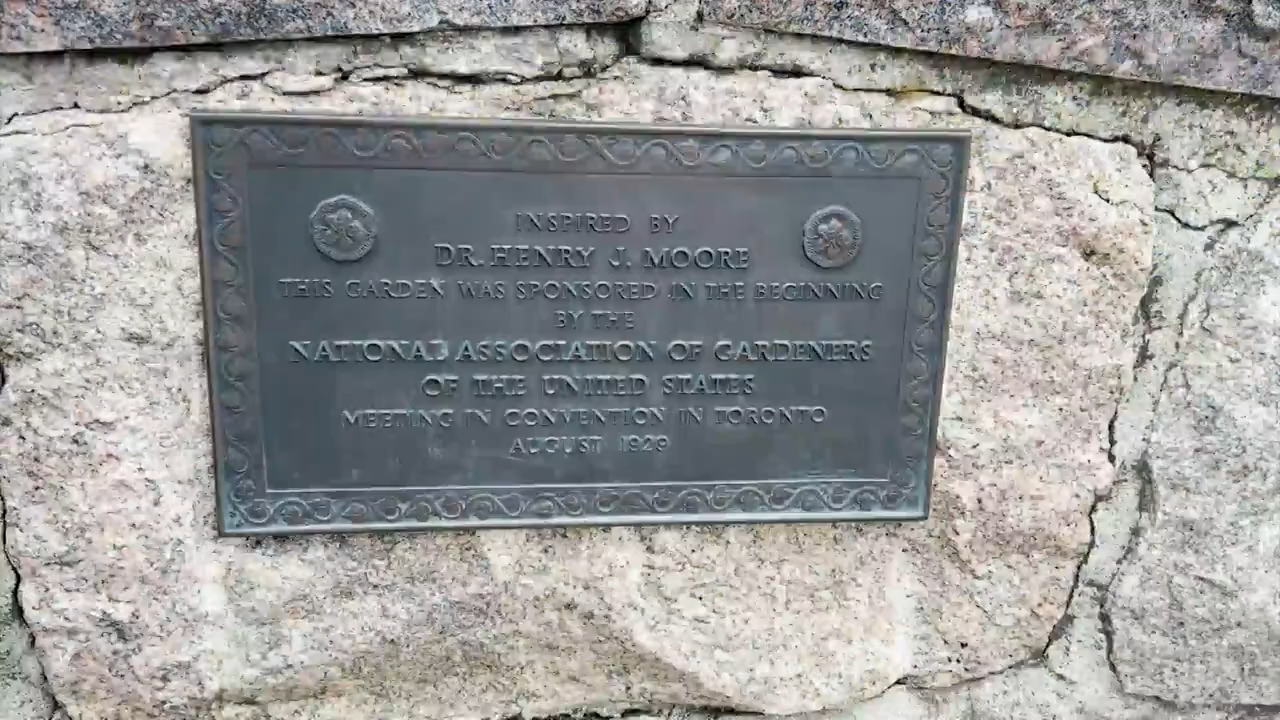 INSPIRED BY
DR. HENRY J. MOORE
THIS GARDEN WAS SPONSORED IN THE BEGINNING
BY THE
NATIONAL ASSOCIATION OF GARDENERS
OF THE UNITED STATES
MEETING IN CONVENTION IN TORONTO
AUGUST 1929